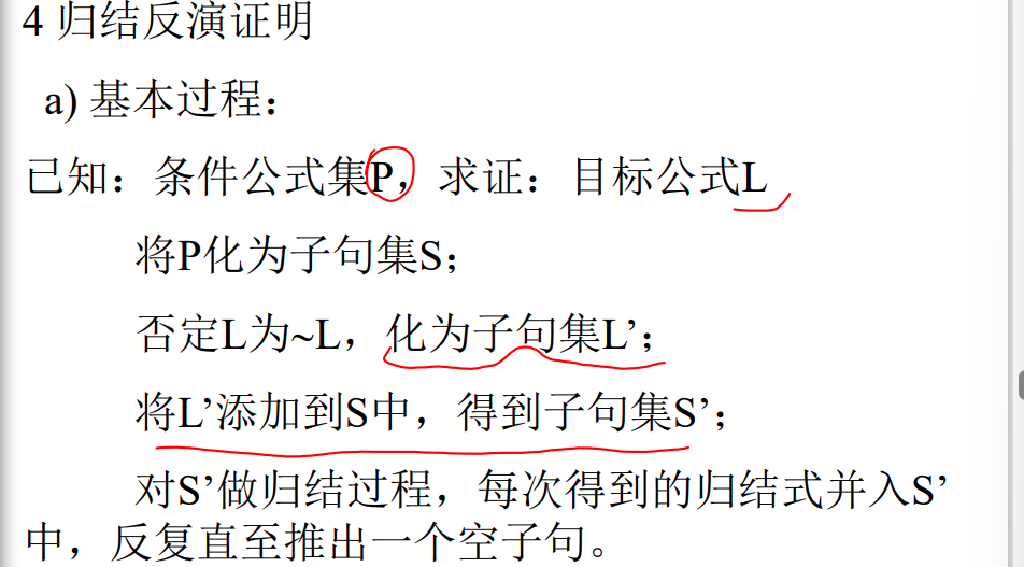 4 归结反演证明
a) 基本过程：
已知：条件公式集P，求证：目标公式L
将P化为子句集S；
否定L为~L，化为子句集L’；
将L’添加到S中，得到子句集S’；
对S’做归结过程，每次得到的归结式并入S’
中，反复直至推出一个空子句。